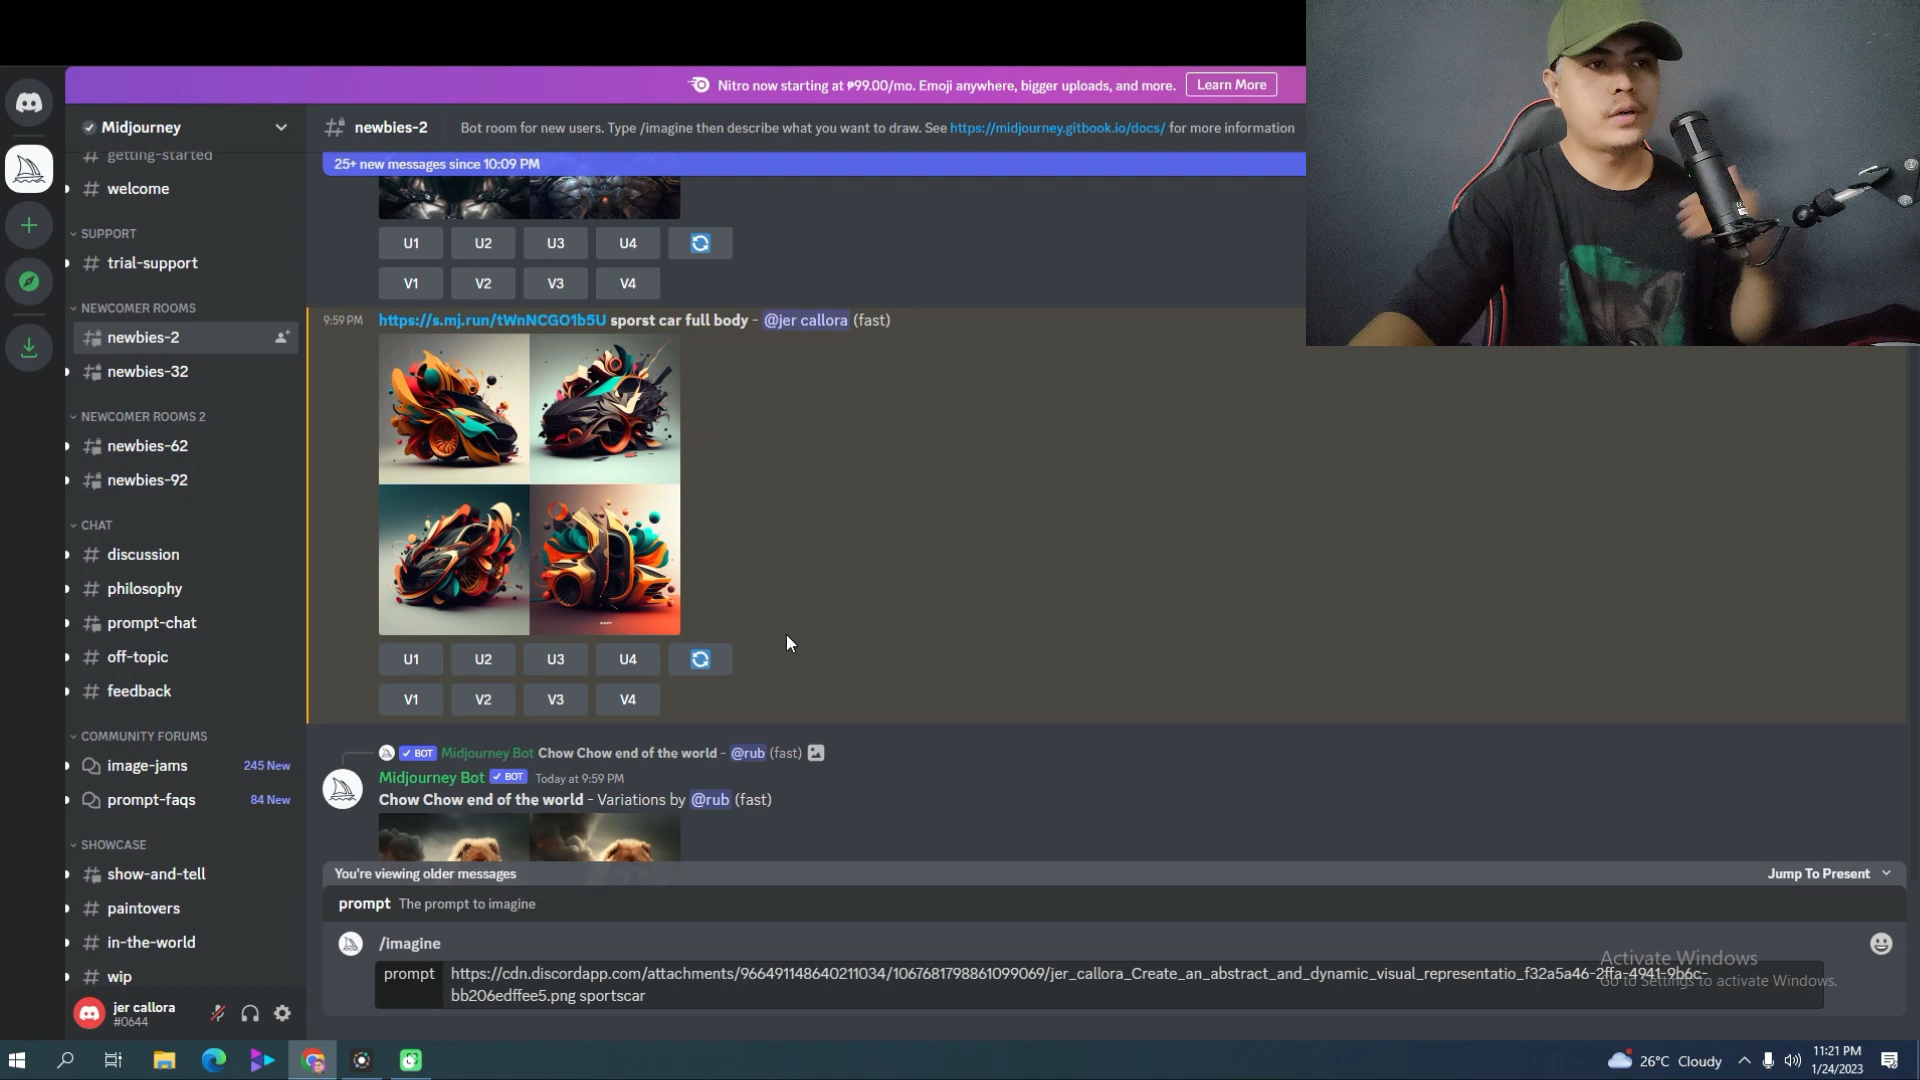 Nitro now starting at ₱99.00/mo. Emoji anywhere, bigger uploads, and more. Learn More
Midjourney
newbies-2 Bot room for new users. Type /imagine then describe what you want to draw. See https://midjourney.gitbook.io/docs/ for more information
getting-started
25+ new messages since 10:09 PM
welcome
SUPPORT
trial-support
NEWCOMER ROOMS
newbies-2
newbies-32
NEWCOMER ROOMS 2
newbies-62
newbies-92
CHAT
discussion
philosophy
prompt-chat
off-topic
feedback
COMMUNITY FORUMS
image-jams 245 New
prompt-faqs 84 New
SHOWCASE
show-and-tell
paintovers
in-the-world
wip
jer callora
#0644
U1 U2 U3 U4
V1 V2 V3 V4
9:59 PM https://s.mj.run/tWnNCGO1b5U sporst car full body - @jer callora (fast)
U1 U2 U3 U4
V1 V2 V3 V4
BOT Midjourney Bot Chow Chow end of the world - @rub (fast)
Midjourney Bot BOT Today at 9:59 PM
Chow Chow end of the world - Variations by @rub (fast)
You're viewing older messages Jump To Present
prompt The prompt to imagine
/imagine
prompt https://cdn.discordapp.com/attachments/966491148640211034/1067681798861099069/jer_callora_Create_an_abstract_and_dynamic_visual_representatio_f32a5a46-2ffa-4941-9b6c-
bb206edffee5.png sportscar
Activate Windows
Go to Settings to activate Windows.
26°C Cloudy
11:21 PM
1/24/2023